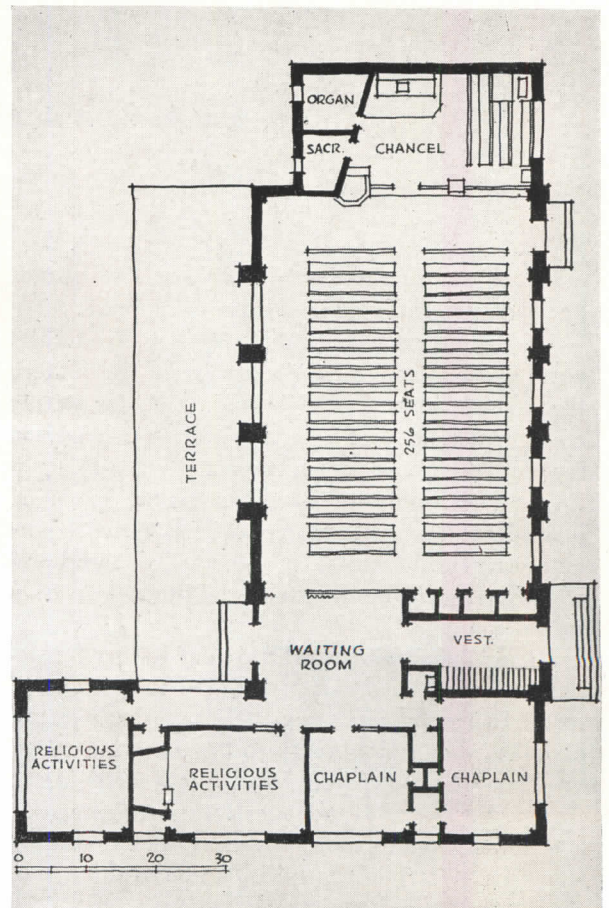 ORGAN
SACR.
CHANCEL
TERRACE
256 SEATS
WAITING
ROOM
VEST.
RELIGIOUS
ACTIVITIES
RELIGIOUS
ACTIVITIES
CHAPLAIN
CHAPLAIN
0 10 20 30